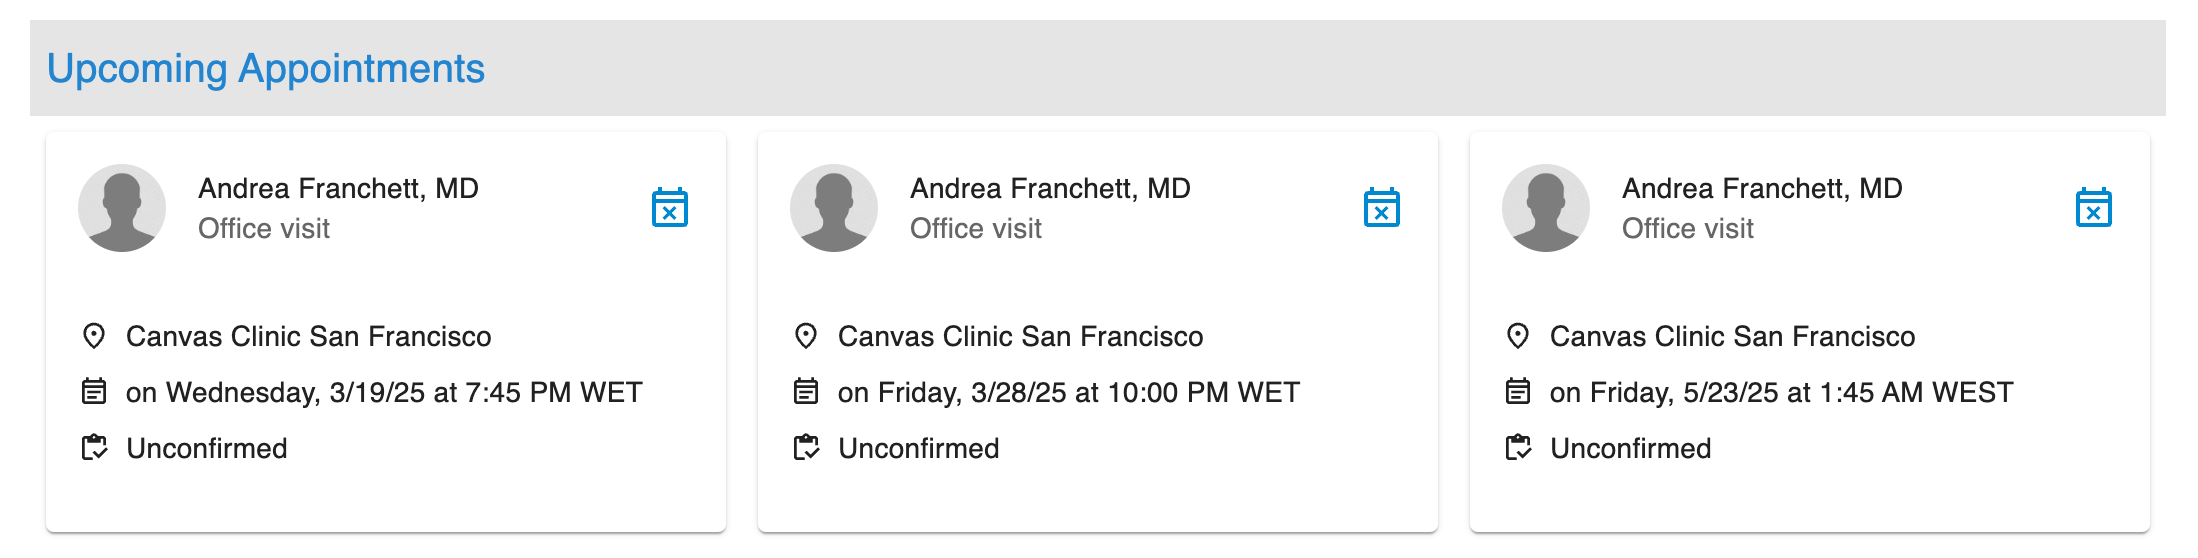 Upcoming Appointments
Andrea Franchett, MD
Office visit
Canvas Clinic San Francisco
on Wednesday, 3/19/25 at 7:45 PM WET
Unconfirmed
Andrea Franchett, MD
Office visit
Canvas Clinic San Francisco
on Friday, 3/28/25 at 10:00 PM WET
Unconfirmed
Andrea Franchett, MD
Office visit
Canvas Clinic San Francisco
on Friday, 5/23/25 at 1:45 AM WEST
Unconfirmed